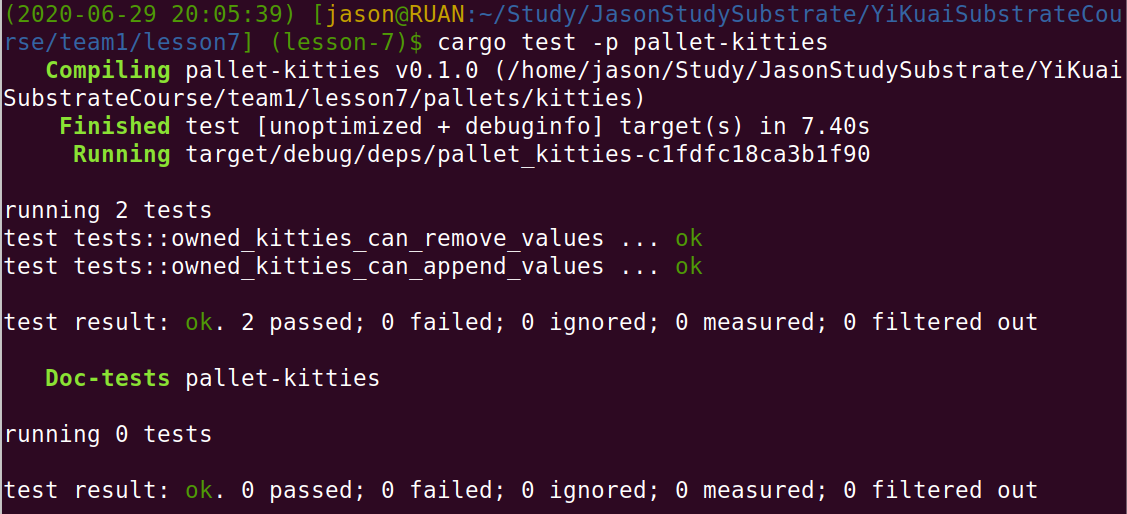 (2020-06-29 20:05:39) [jason@RUAN:~/Study/JasonStudySubstrate/YiKuaiSubstrateCou
rse/team1/lesson7] (lesson-7)$ cargo test -p pallet-kitties
   Compiling pallet-kitties v0.1.0 (/home/jason/Study/JasonStudySubstrate/YiKuai
SubstrateCourse/team1/lesson7/pallets/kitties)
    Finished test [unoptimized + debuginfo] target(s) in 7.40s
     Running target/debug/deps/pallet_kitties-c1fdfc18ca3b1f90
running 2 tests
test tests::owned_kitties_can_remove_values ... ok
test tests::owned_kitties_can_append_values ... ok
test result: ok. 2 passed; 0 failed; 0 ignored; 0 measured; 0 filtered out
   Doc-tests pallet-kitties
running 0 tests
test result: ok. 0 passed; 0 failed; 0 ignored; 0 measured; 0 filtered out